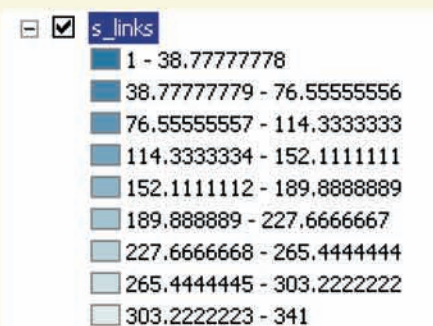 s_links
1 - 38.77777778
38.77777779 - 76.55555556
76.55555557 - 114.3333333
114.3333334 - 152.1111111
152.1111112 - 189.8888889
189.888889 - 227.6666667
227.6666668 - 265.4444444
265.4444445 - 303.2222222
303.2222223 - 341